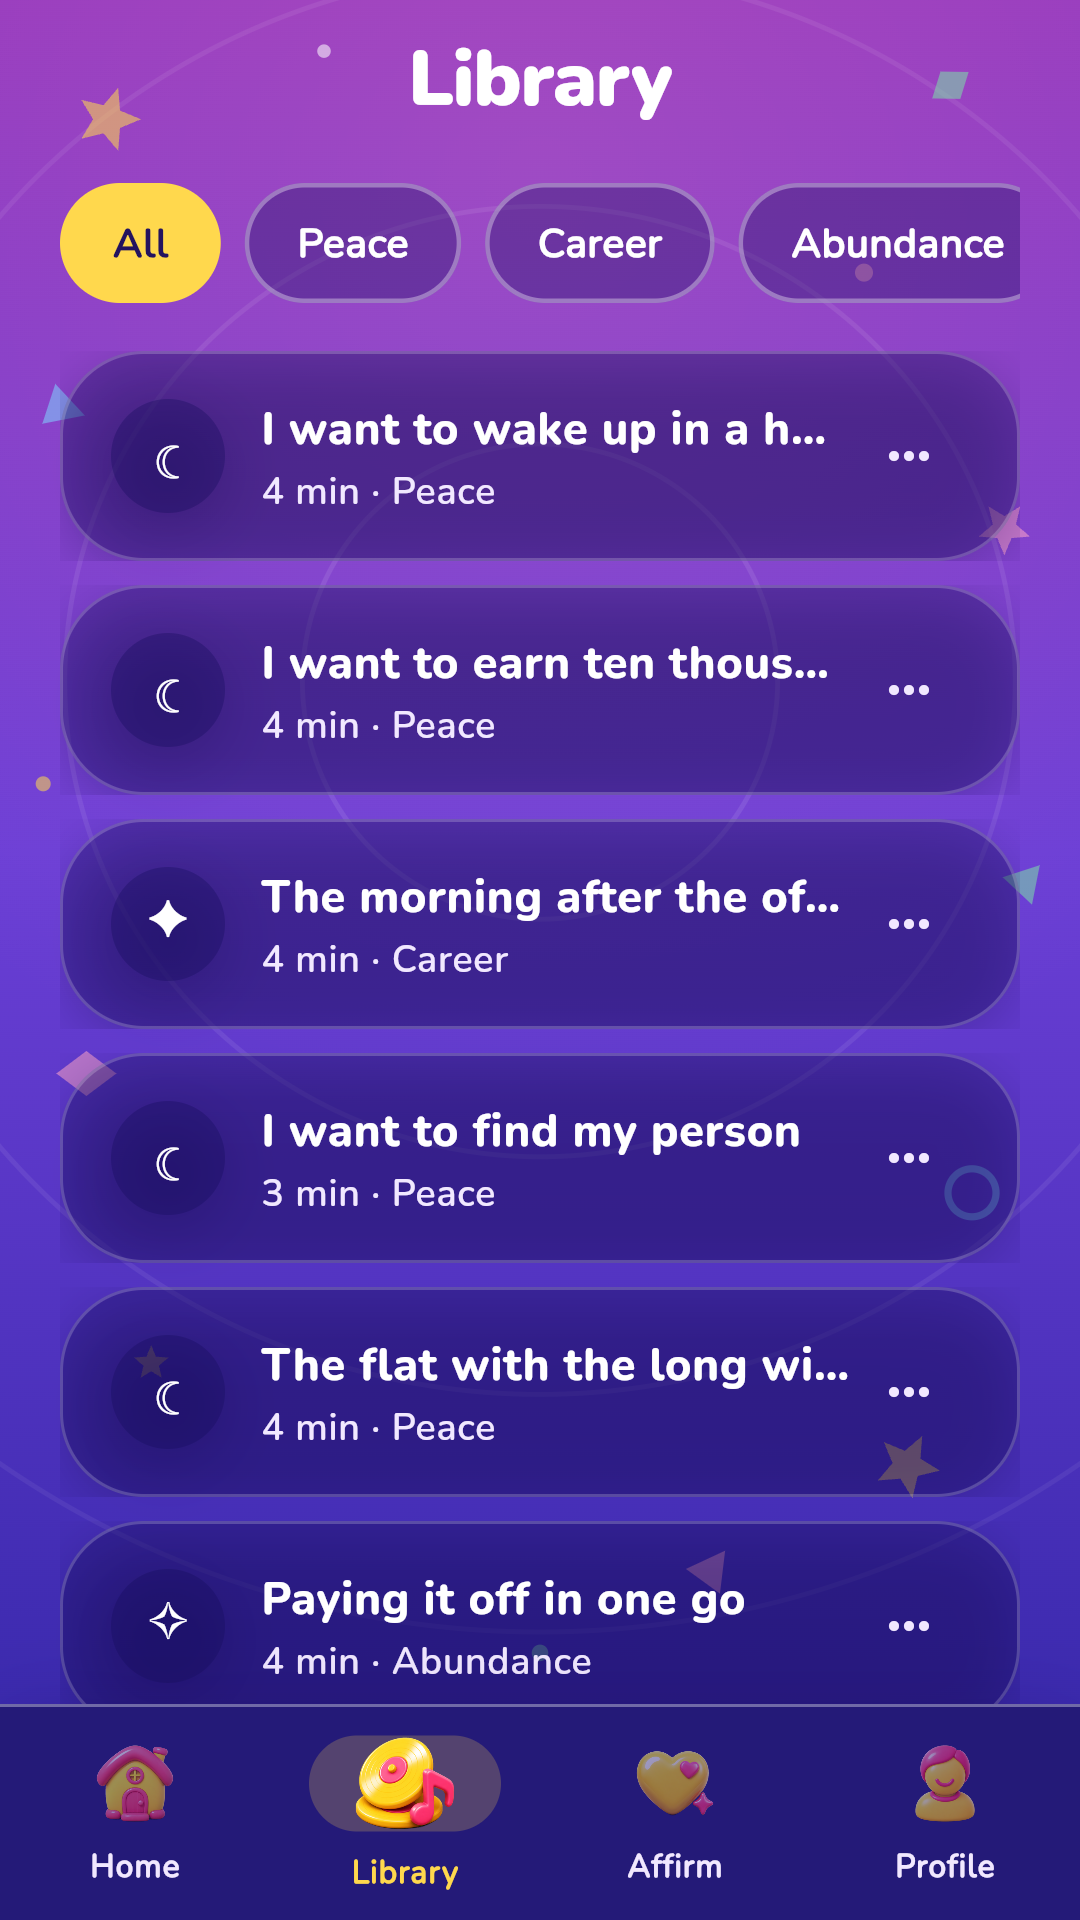 Library
All
Peace
Career
Abundance
I want to wake up in a h...
4 min · Peace
I want to earn ten thous...
4 min · Peace
The morning after the of...
4 min · Career
I want to find my person
3 min · Peace
The flat with the long wi...
4 min · Peace
Paying it off in one go
4 min · Abundance
Home
Library
Affirm
Profile